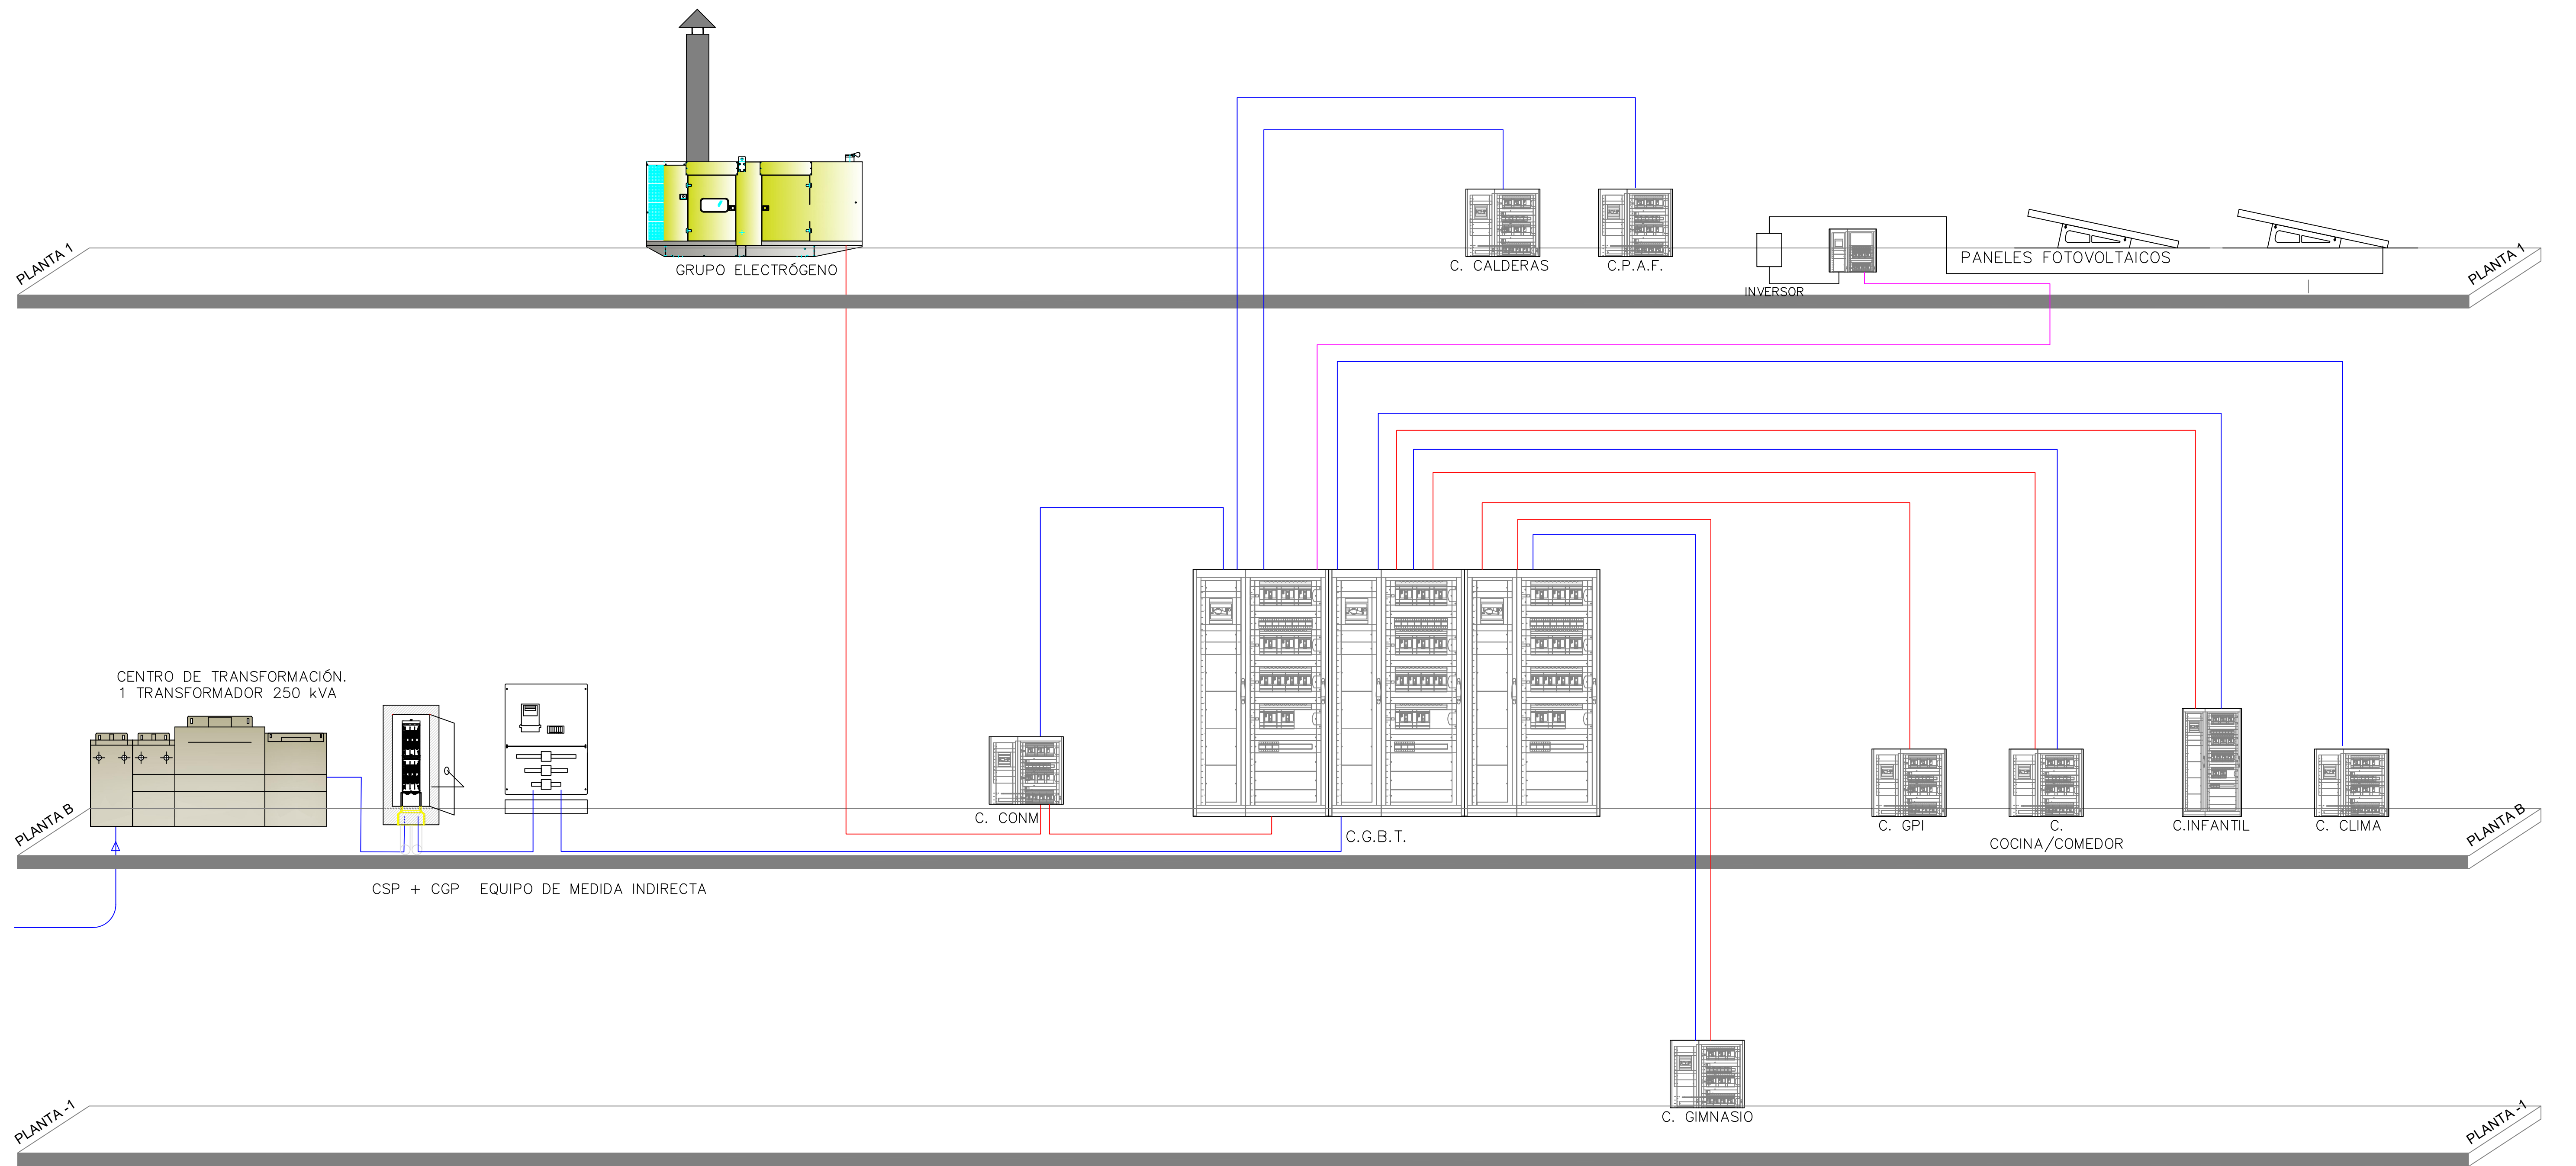 PLANTA 1
GRUPO ELECTRÓGENO
C. CALDERAS
C.P.A.F.
INVERSOR
PANELES FOTOVOLTAICOS
PLANTA 1
CENTRO DE TRANSFORMACIÓN.
1 TRANSFORMADOR 250 kVA
PLANTA B
CSP + CGP
EQUIPO DE MEDIDA INDIRECTA
C. CONM
C.G.B.T.
C. GPI
C.
COCINA/COMEDOR
C.INFANTIL
C. CLIMA
PLANTA B
C. GIMNASIO
PLANTA -1
PLANTA -1